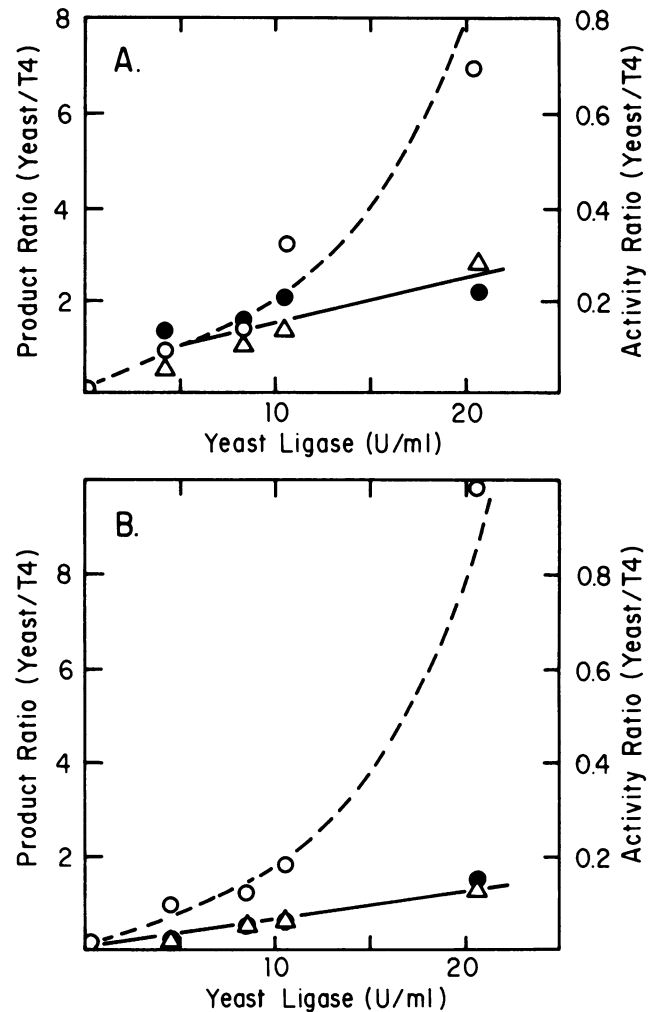 A.
8
6
4
2
Product Ratio (Yeast/T4)
0.8
0.6
0.4
0.2
Activity Ratio (Yeast/T4)
10 20
Yeast Ligase (U/ml)
B.
8
6
4
2
Product Ratio (Yeast/T4)
0.8
0.6
0.4
0.2
Activity Ratio (Yeast/T4)
10 20
Yeast Ligase (U/ml)